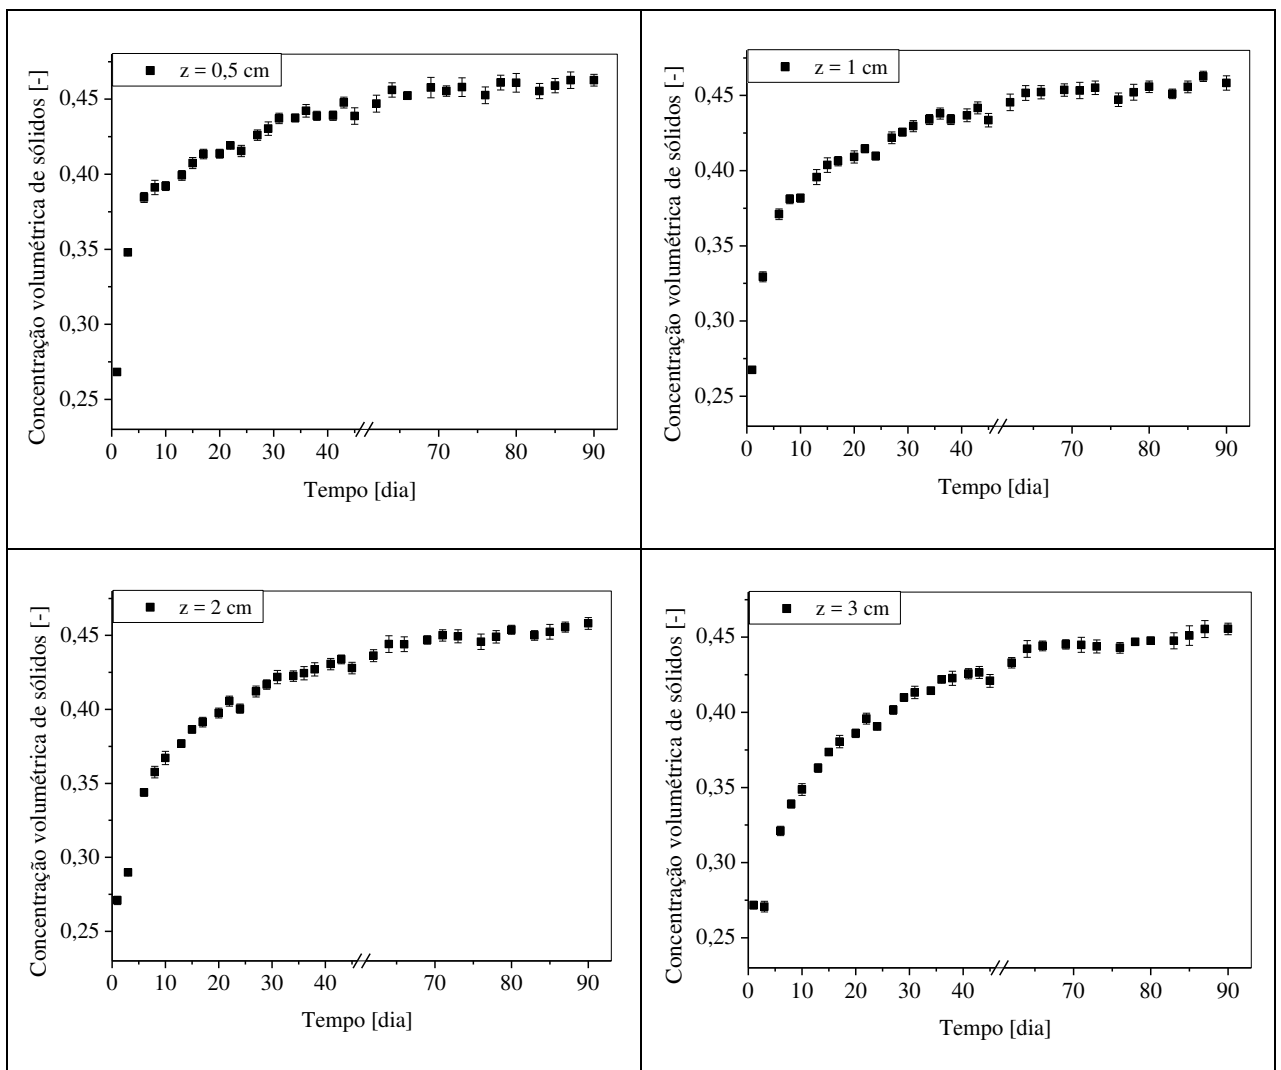 z = 0,5 cm
Concentração volumétrica de sólidos [-]
0,45
0,40
0,35
0,30
0,25
0 10 20 30 40 70 80 90
Tempo [dia]
z = 1 cm
Concentração volumétrica de sólidos [-]
0,45
0,40
0,35
0,30
0,25
0 10 20 30 40 70 80 90
Tempo [dia]
z = 2 cm
Concentração volumétrica de sólidos [-]
0,45
0,40
0,35
0,30
0,25
0 10 20 30 40 70 80 90
Tempo [dia]
z = 3 cm
Concentração volumétrica de sólidos [-]
0,45
0,40
0,35
0,30
0,25
0 10 20 30 40 70 80 90
Tempo [dia]